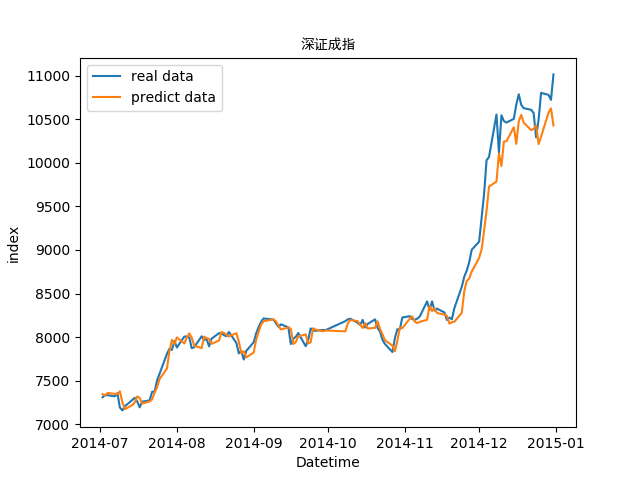 深证成指
real data
predict data
11000
10500
10000
9500
9000
8500
8000
7500
7000
index
2014-07 2014-08 2014-09 2014-10 2014-11 2014-12 2015-01
Datetime